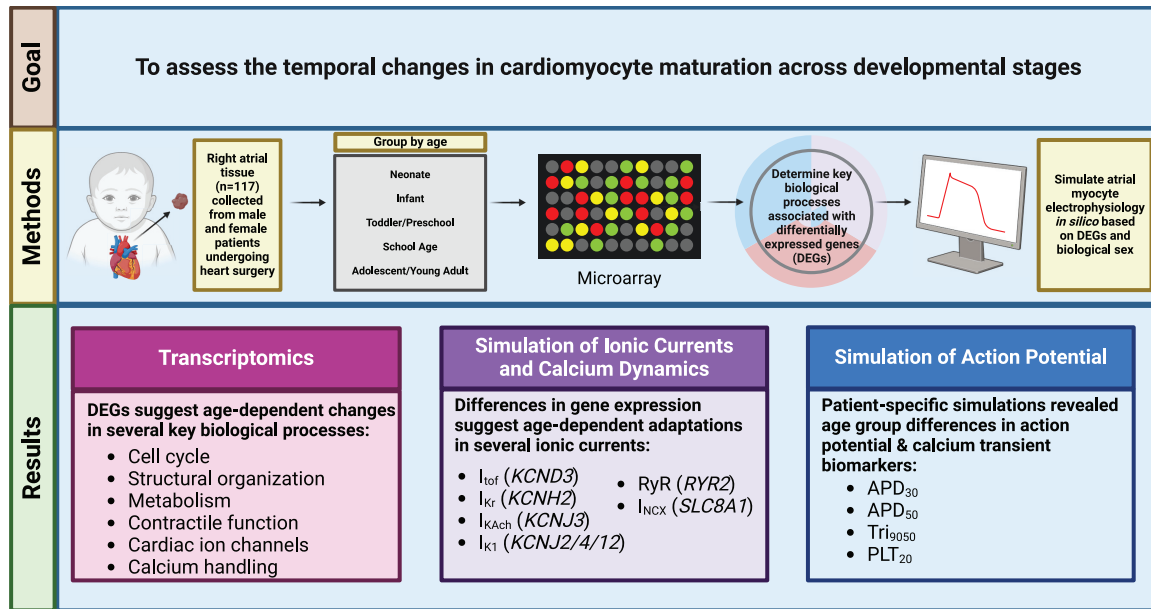 Goal
To assess the temporal changes in cardiomyocyte maturation across developmental stages
Methods
Right atrial
tissue
(n=117)
collected
from male
and female
patients
undergoing
heart surgery
Group by age
Neonate
Infant
Toddler/Preschool
School Age
Adolescent/Young Adult
Microarray
Determine key
biological
processes
associated with
differentially
expressed genes
(DEGs)
Simulate atrial
myocyte
electrophysiology
in silico based
on DEGs and
biological sex
Results
Transcriptomics
DEGs suggest age-dependent changes
in several key biological processes:
• Cell cycle
• Structural organization
• Metabolism
• Contractile function
• Cardiac ion channels
• Calcium handling
Simulation of Ionic Currents
and Calcium Dynamics
Differences in gene expression
suggest age-dependent adaptations
in several ionic currents:
• Itof (KCND3)
• IKr (KCNH2)
• IKAch (KCNJ3)
• IK1 (KCNJ2/4/12)
• RyR (RYR2)
• INCX (SLC8A1)
Simulation of Action Potential
Patient-specific simulations revealed
age group differences in action
potential & calcium transient
biomarkers:
• APD30
• APD50
• Tri9050
• PLT20